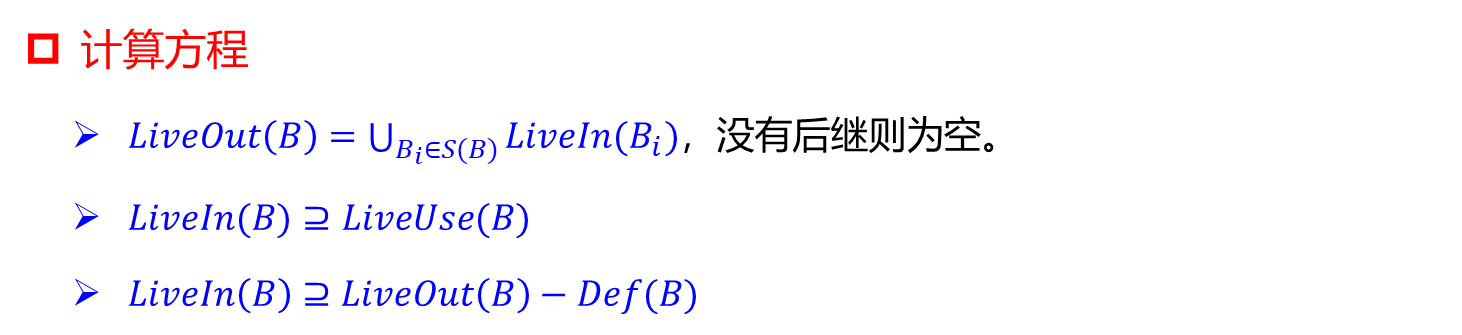 计算方程
LiveOut(B) = ⋃_{B_i∈S(B)} LiveIn(B_i)，没有后继则为空。
LiveIn(B) ⊇ LiveUse(B)
LiveIn(B) ⊇ LiveOut(B) − Def(B)